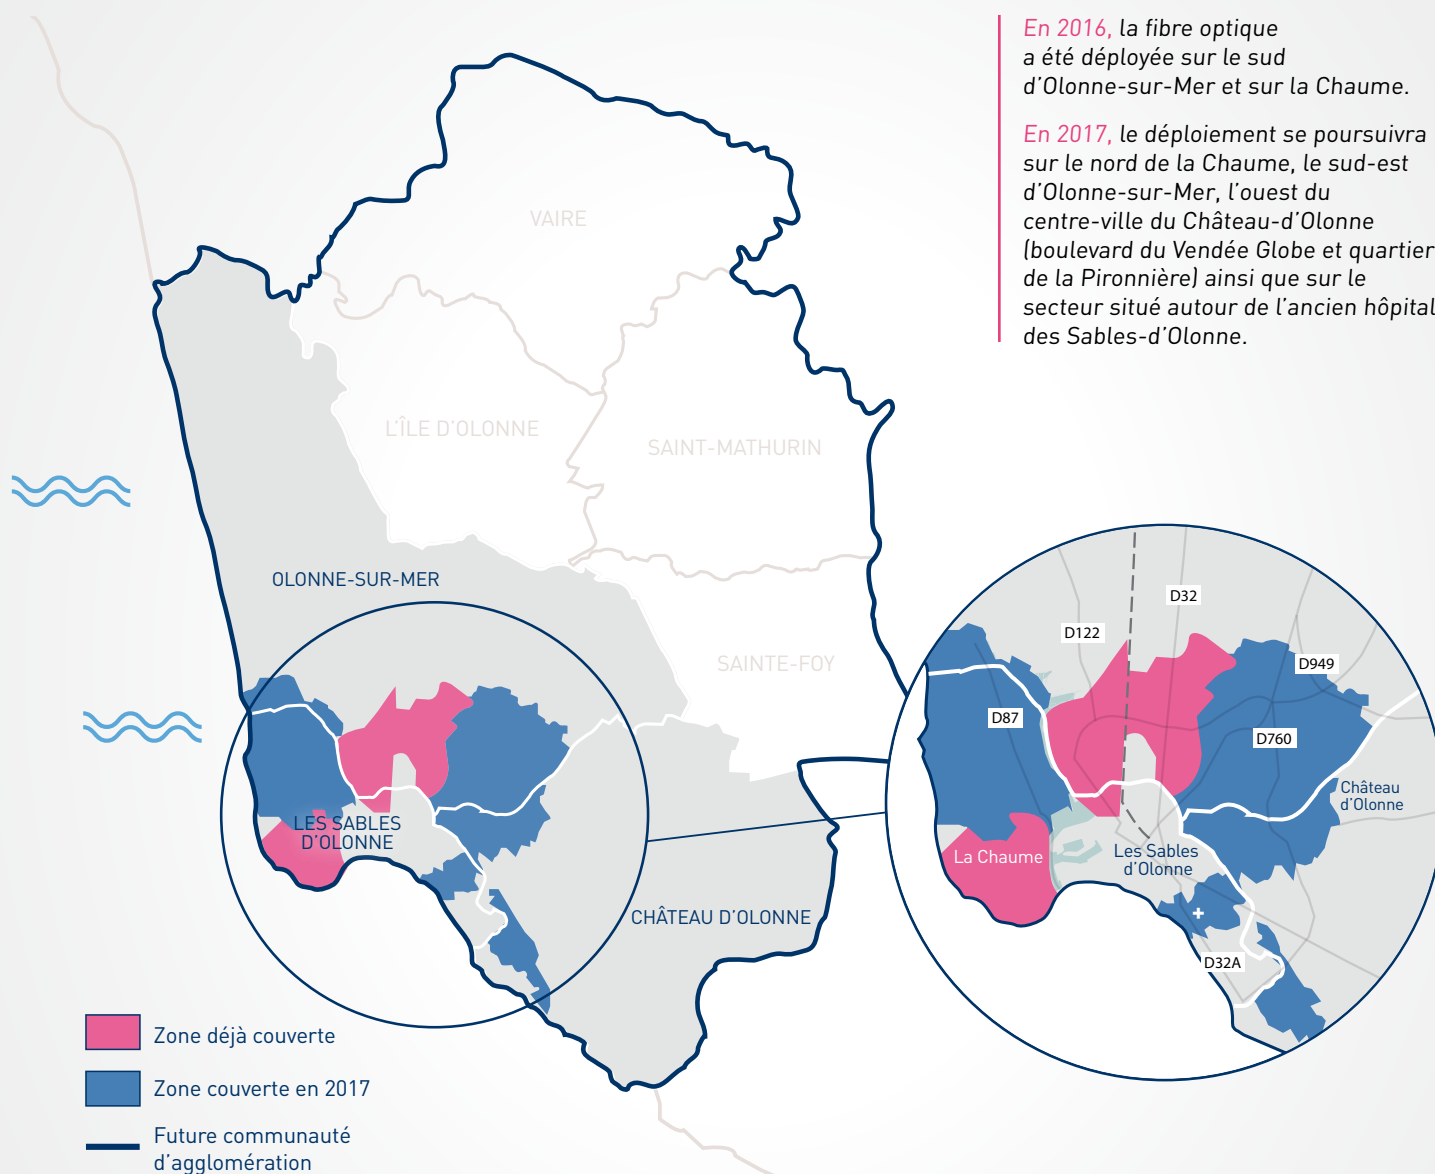 En 2016, la fibre optique
a été déployée sur le sud
d'Olonne-sur-Mer et sur la Chaume.
En 2017, le déploiement se poursuivra
sur le nord de la Chaume, le sud-est
d'Olonne-sur-Mer, l'ouest du
centre-ville du Château-d'Olonne
(boulevard du Vendée Globe et quartier
de la Pironnière) ainsi que sur le
secteur situé autour de l'ancien hôpital
des Sables-d'Olonne.
VAIRE
L'ÎLE D'OLONNE
SAINT-MATHURIN
OLONNE-SUR-MER
SAINTE-FOY
LES SABLES
D'OLONNE
CHÂTEAU D'OLONNE
D32
D122
D949
D87
D760
Château
d'Olonne
La Chaume
Les Sables
d'Olonne
D32A
Zone déjà couverte
Zone couverte en 2017
Future communauté
d'agglomération